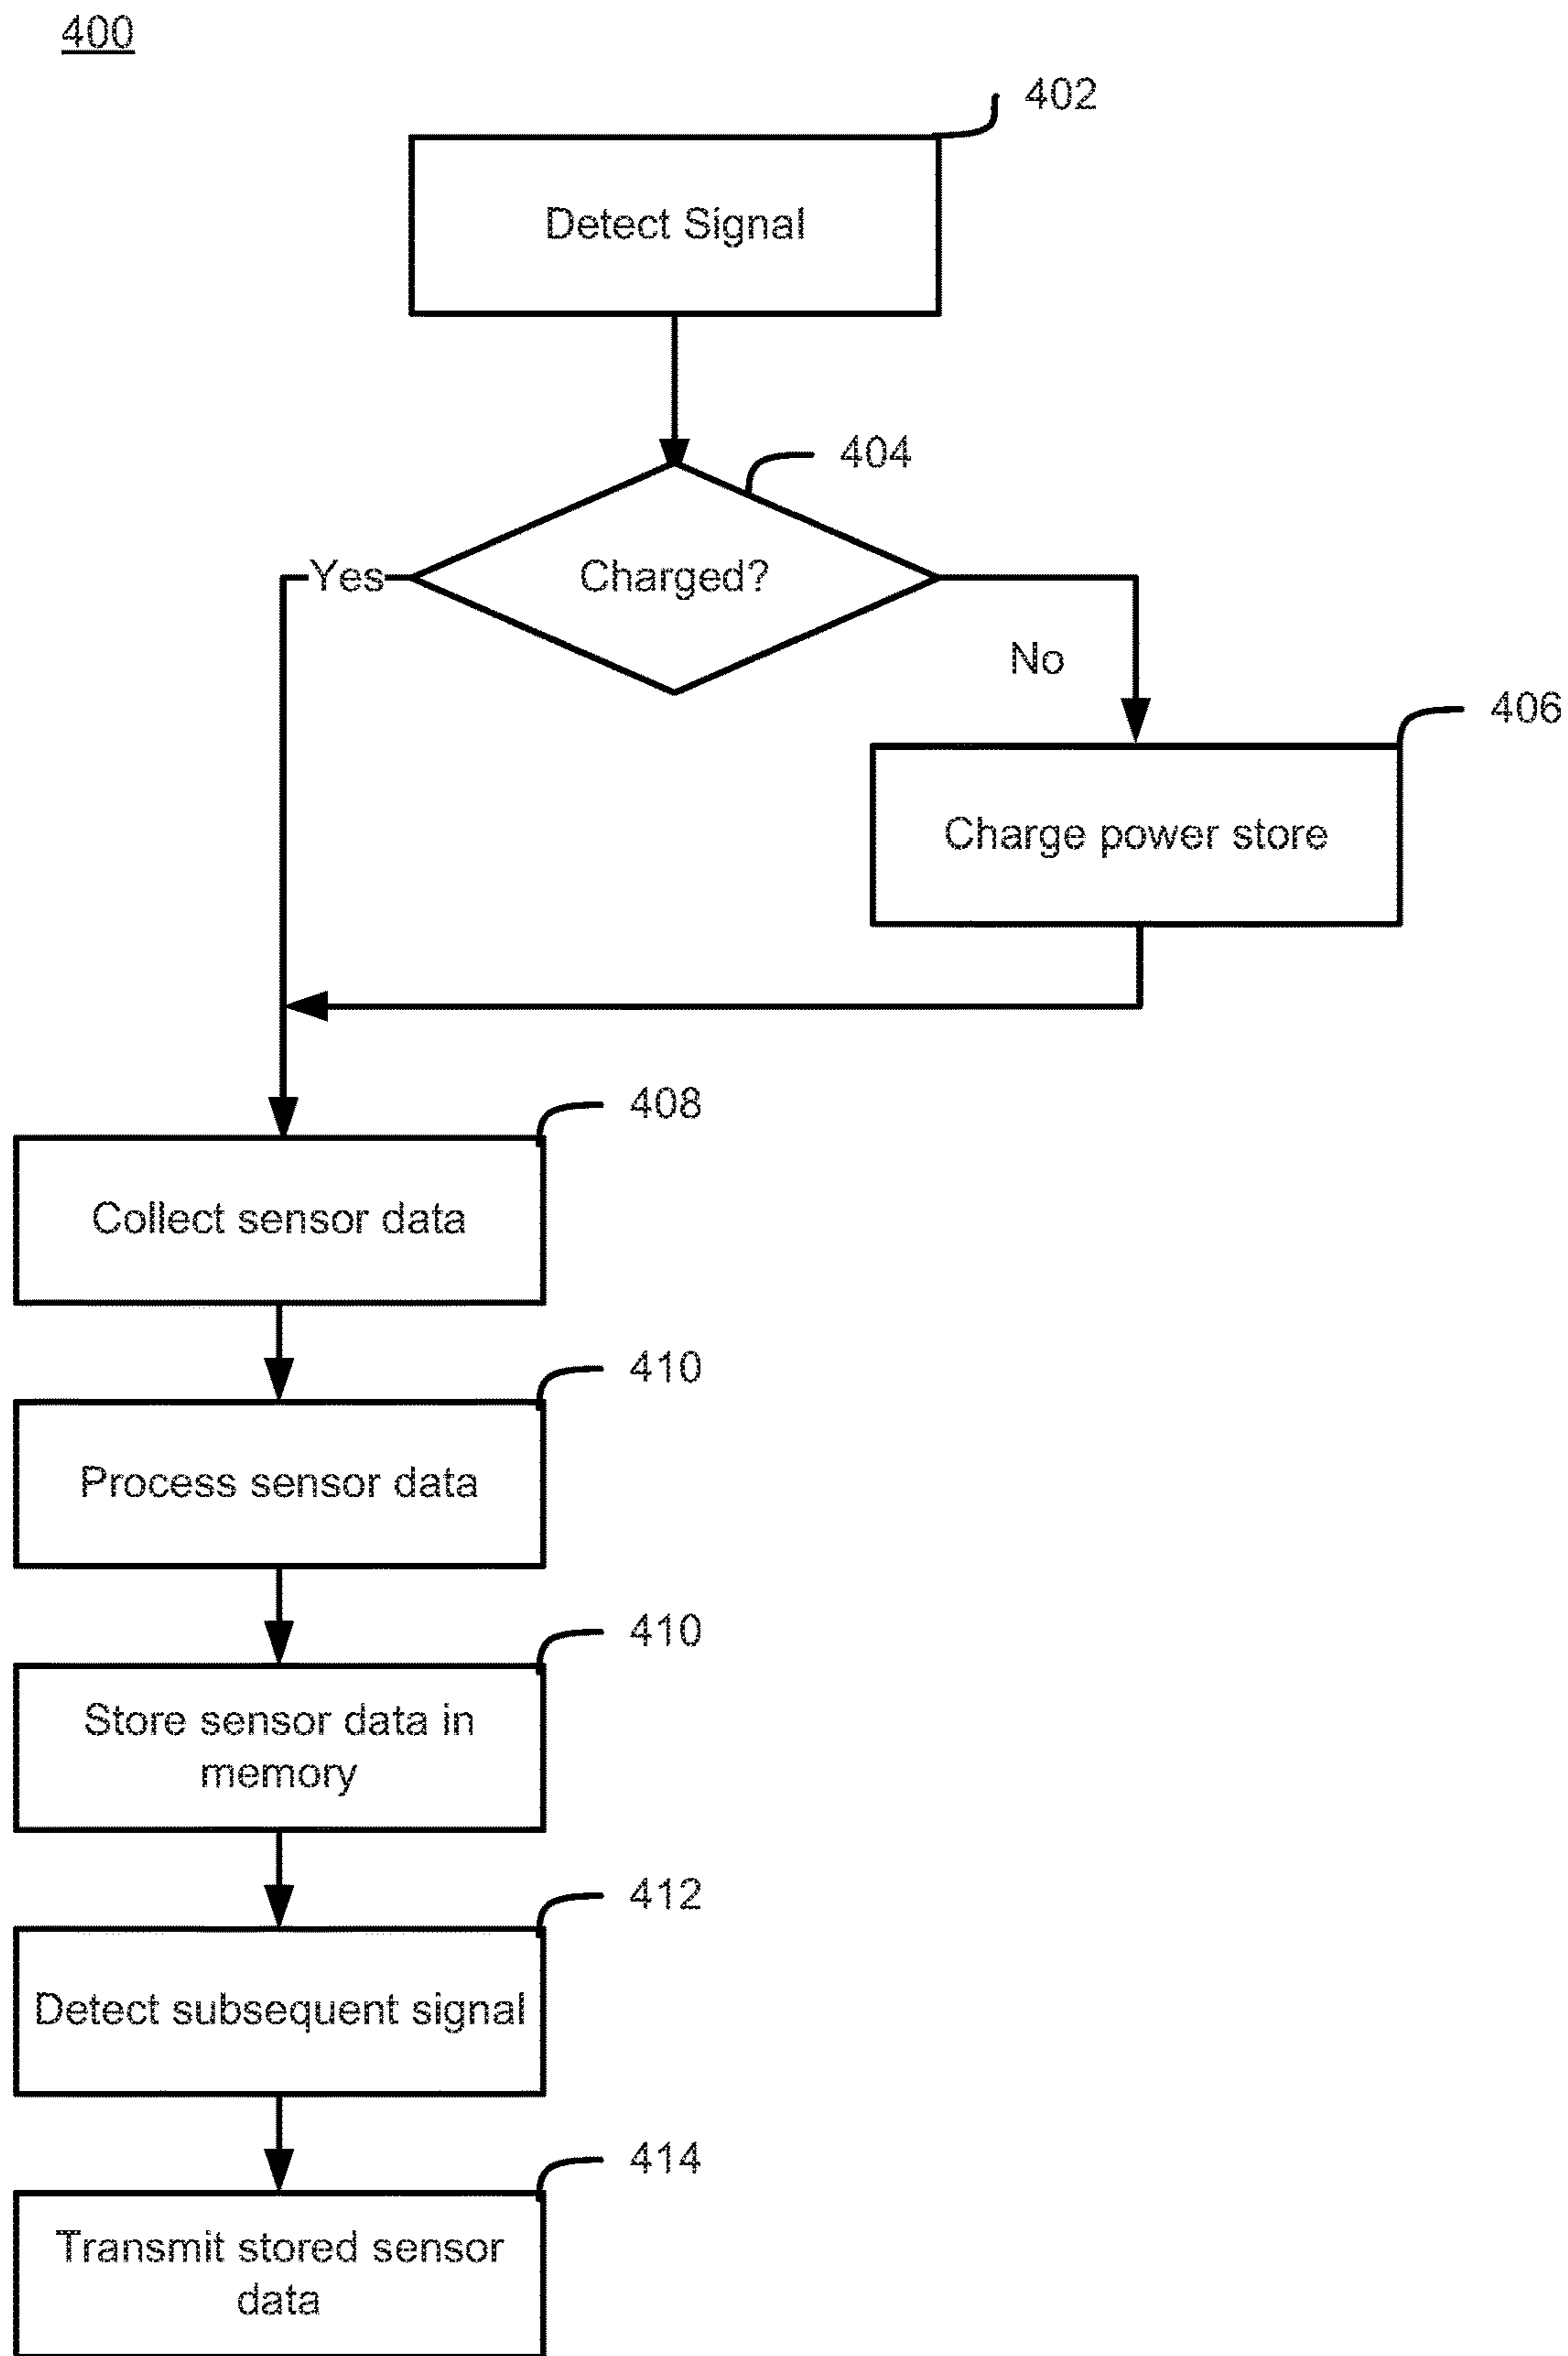 400
402
Detect Signal
404
Yes
Charged?
No
406
Charge power store
408
Collect sensor data
410
Process sensor data
410
Store sensor data in
memory
412
Detect subsequent signal
414
Transmit stored sensor
data